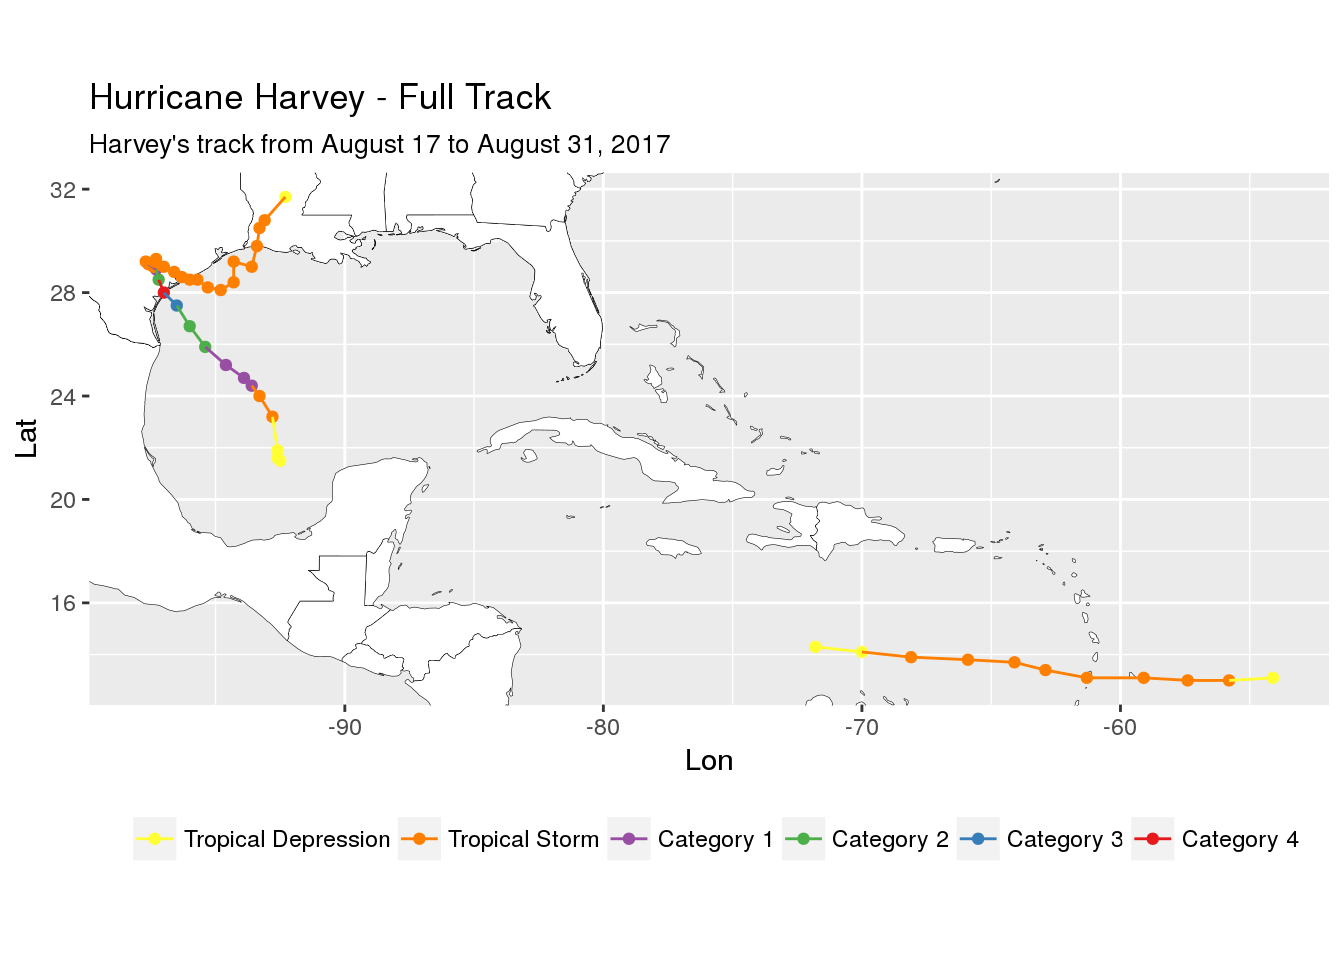 Hurricane Harvey - Full Track
Harvey's track from August 17 to August 31, 2017
32
28
24
20
16
Lat
-90 -80 -70 -60
Lon
Tropical Depression Tropical Storm Category 1 Category 2 Category 3 Category 4